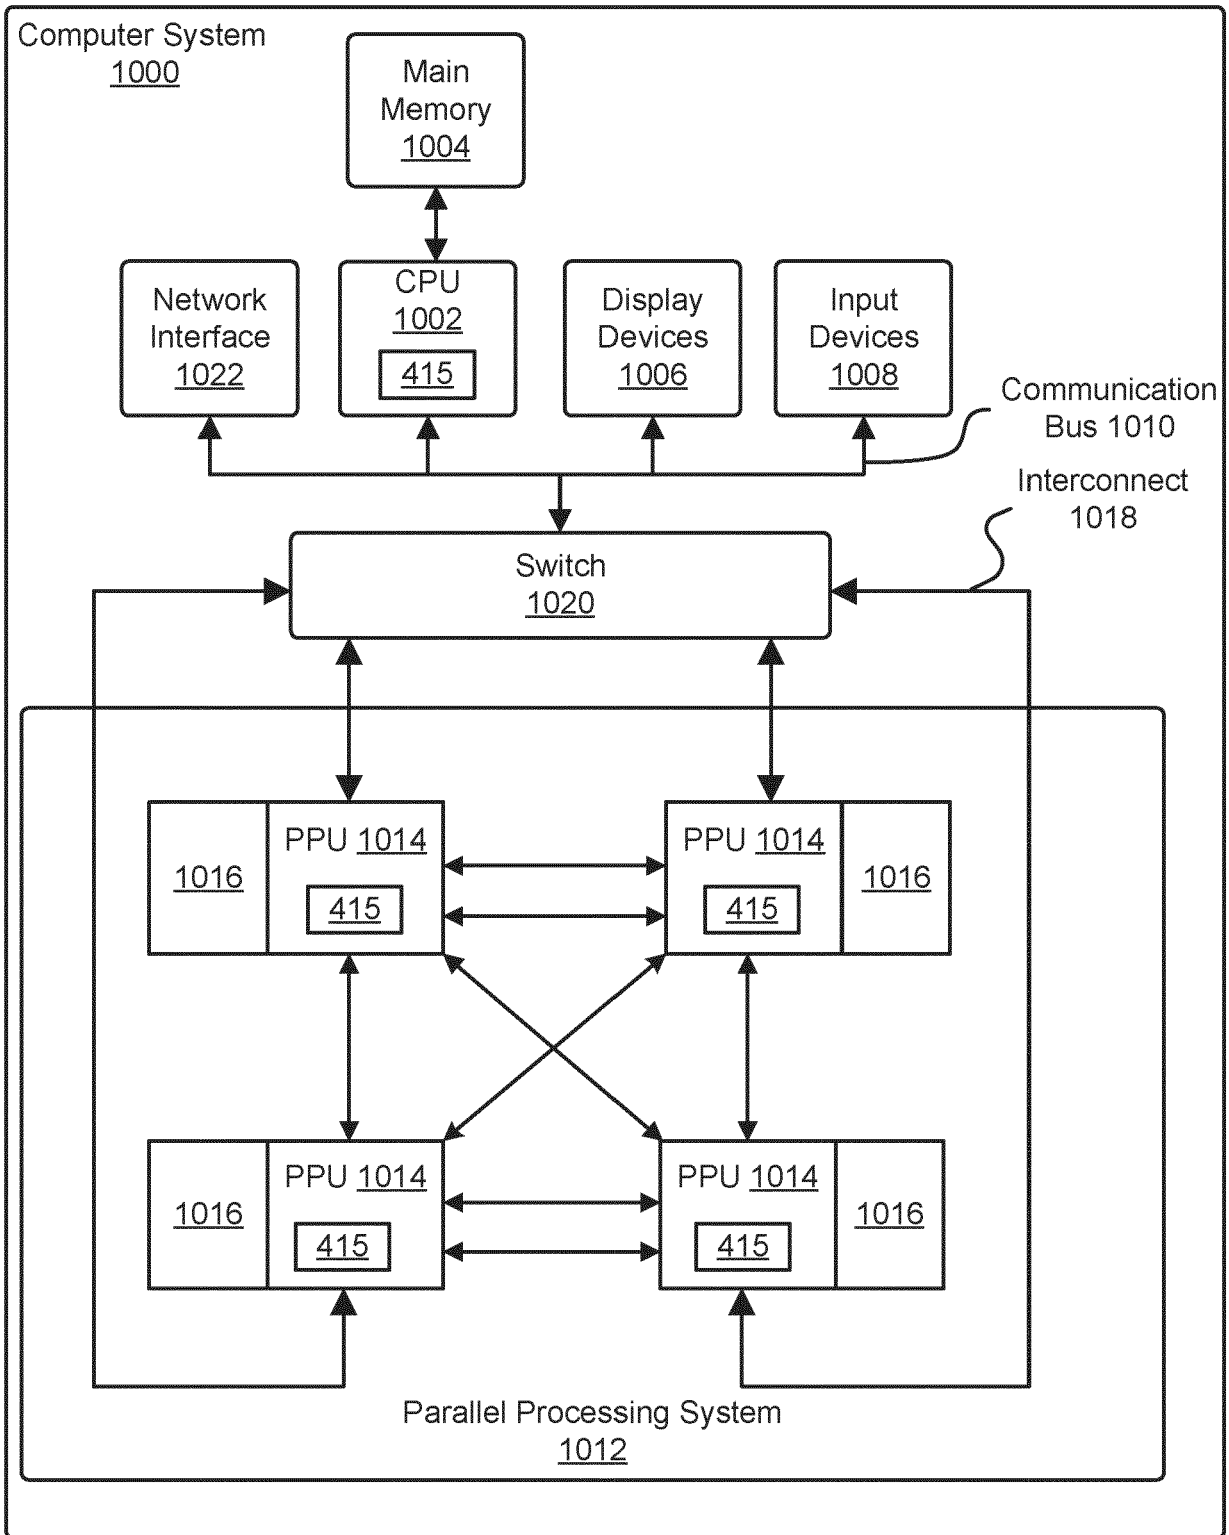 Computer System
1000
Main
Memory
1004
Network
Interface
1022
CPU
1002
415
Display
Devices
1006
Input
Devices
1008
Communication
Bus 1010
Interconnect
1018
Switch
1020
1016
PPU 1014
415
PPU 1014
415
1016
1016
PPU 1014
415
PPU 1014
415
1016
Parallel Processing System
1012